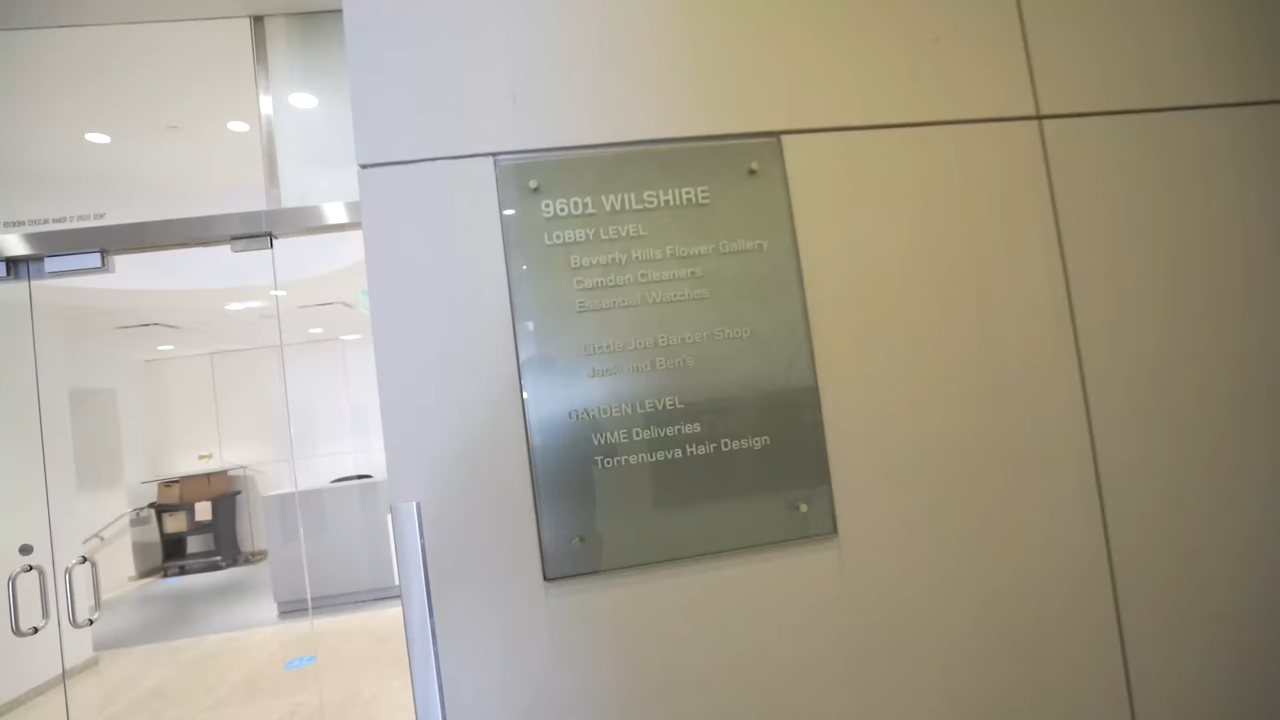 9601 WILSHIRE
LOBBY LEVEL
Beverly Hills Flower Gallery
Camden Cleaners
Essential Watches
Little Joe Barber Shop
Jack and Ben's
GARDEN LEVEL
WME Deliveries
Torrenueva Hair Design